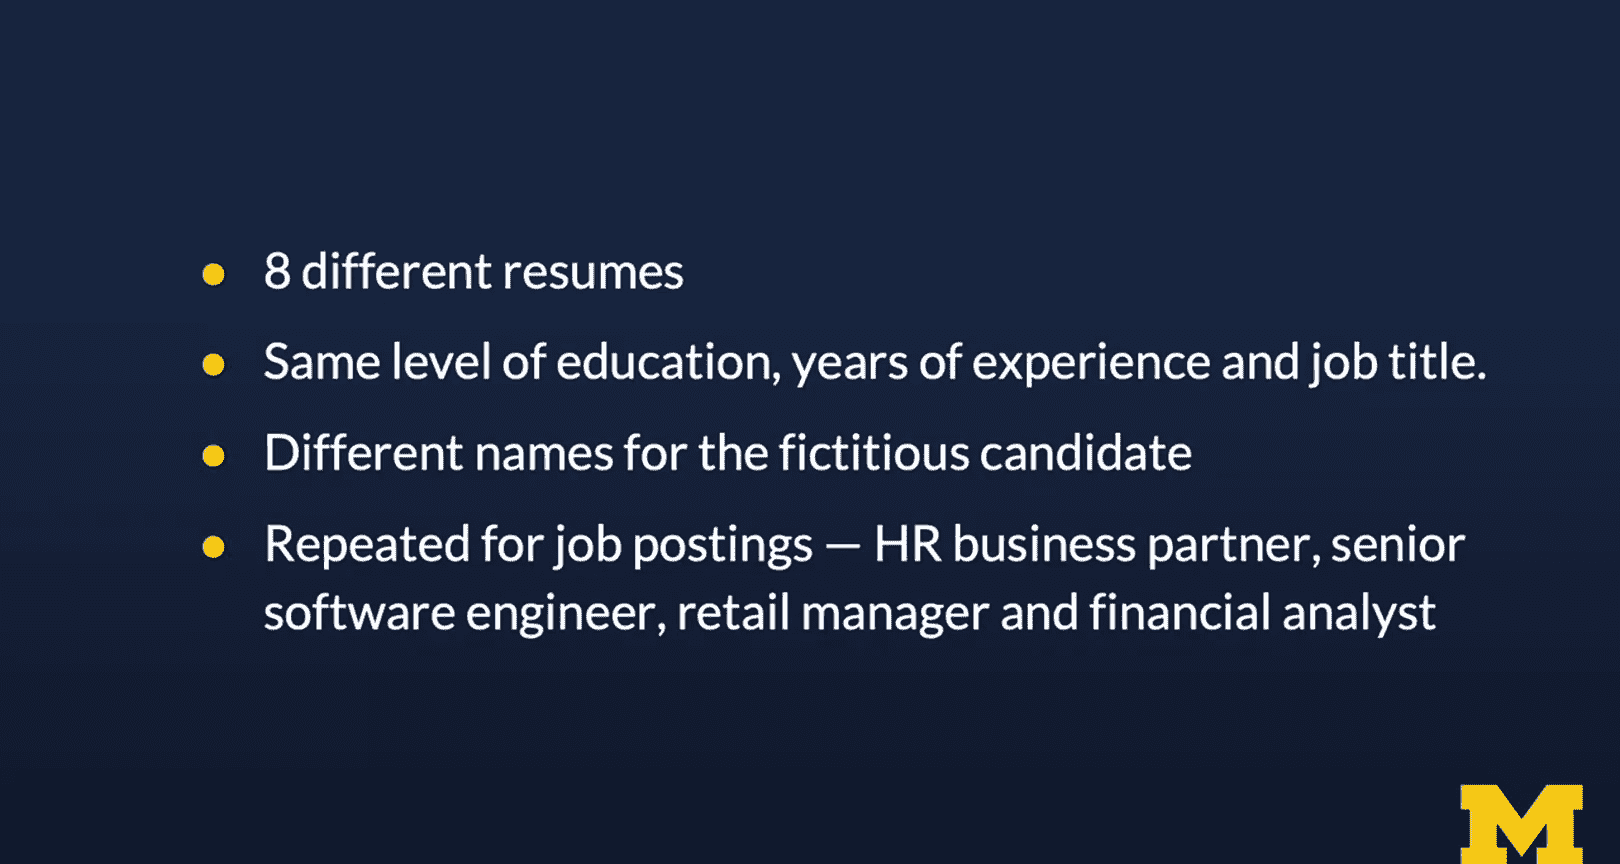 8 different resumes
Same level of education, years of experience and job title.
Different names for the fictitious candidate
Repeated for job postings — HR business partner, senior
software engineer, retail manager and financial analyst
M